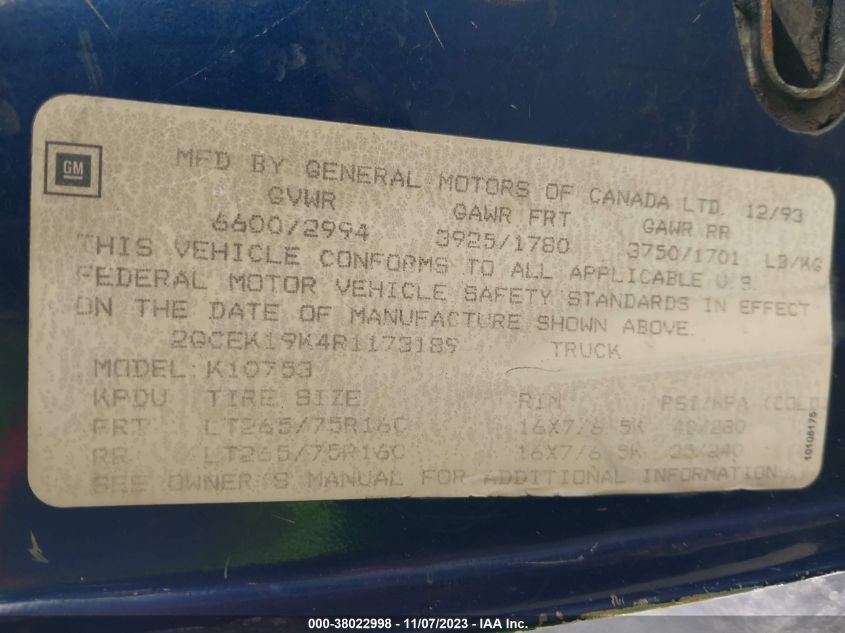 GM
MFD BY GENERAL MOTORS OF CANADA LTD. 12/93
GVWR GAWR FRT GAWR RR
6600/2994 3925/1780 3750/1701 LB/KG
THIS VEHICLE CONFORMS TO ALL APPLICABLE U.S.
FEDERAL MOTOR VEHICLE SAFETY STANDARDS IN EFFECT
ON THE DATE OF MANUFACTURE SHOWN ABOVE.
2GCEK19K4R1173189 TRUCK
MODEL: K10753
KPDU TIRE SIZE RIM PSI/KPA (COLD
FRT LT265/75R16C 16X7/6.5K
RR LT265/75R16C 16X7/6.5K
SEE OWNER'S MANUAL FOR ADDITIONAL INFORMATION
10108175
000-38022998 - 11/07/2023 - IAA Inc.